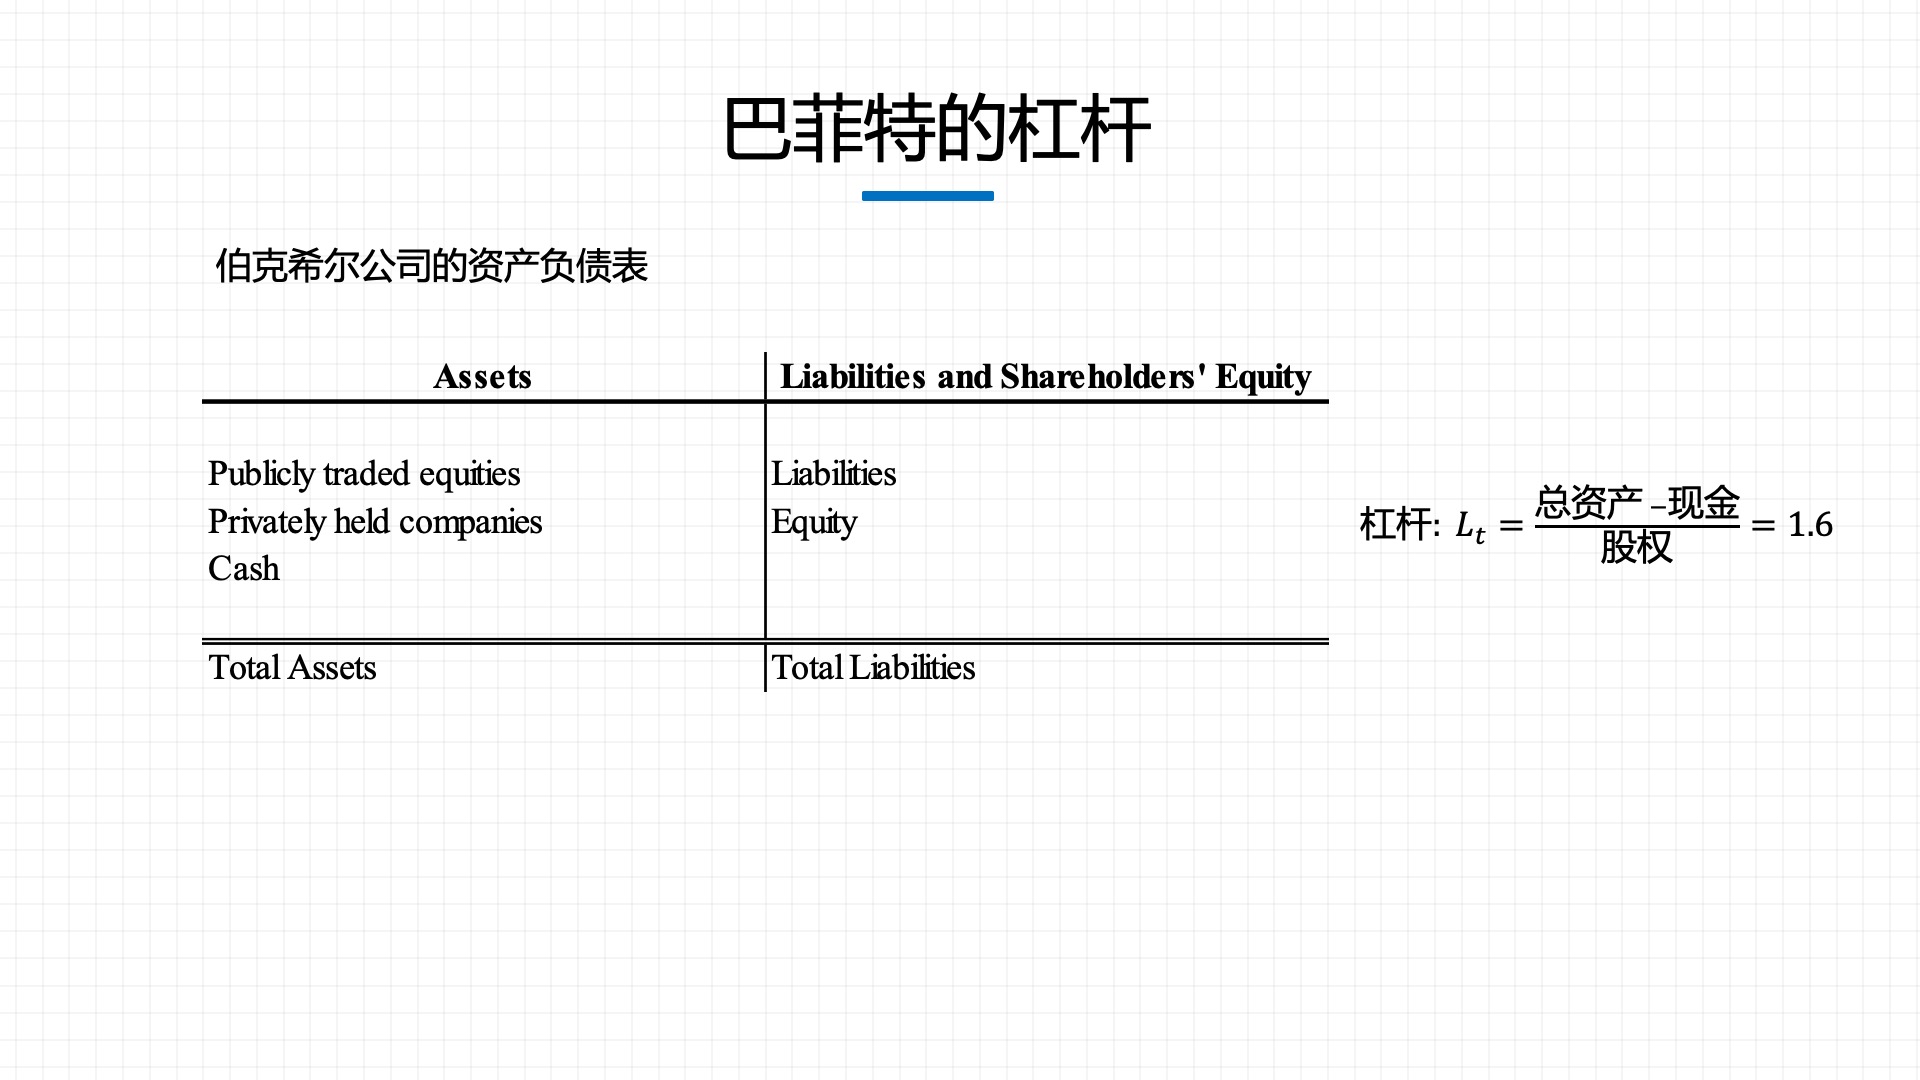 巴菲特的杠杆
伯克希尔公司的资产负债表
Assets
Liabilities and Shareholders' Equity
Publicly traded equities
Liabilities
Privately held companies
Equity
Cash
杠杆: L_t = (总资产 –现金)/股权 = 1.6
Total Assets
Total Liabilities